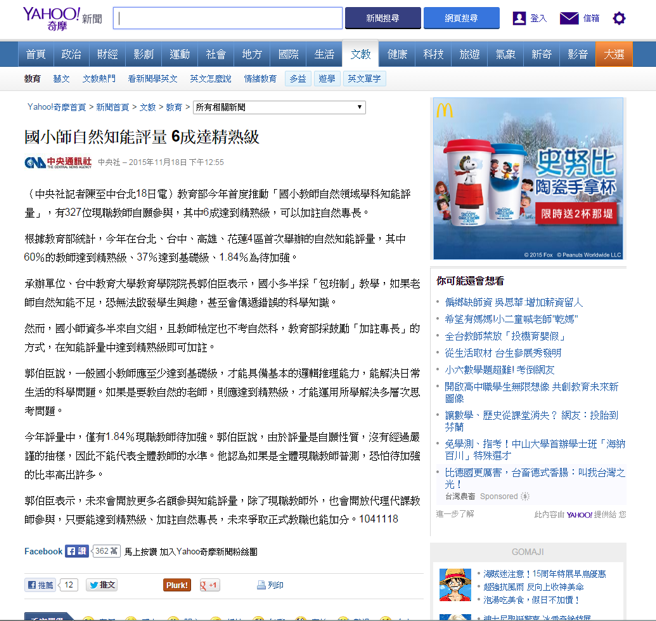 YAHOO! 新聞
奇摩
新聞搜尋
網頁搜尋
登入
信箱
首頁 政治 財經 影劇 運動 社會 地方 國際 生活 文教 健康 科技 旅遊 氣象 新奇 影音 大選
教育 藝文 文教熱門 看新聞學英文 英文怎麼說 情緒教育 多益 遊學 英文單字
Yahoo!奇摩首頁 > 新聞首頁 > 文教 > 教育 > 所有相關新聞
國小師自然知能評量 6成達精熟級
CNA 中央通訊社 中央社 – 2015年11月18日 下午12:55
THE CENTRAL NEWS AGENCY
（中央社記者陳至中台北18日電）教育部今年首度推動「國小教師自然領域學科知能評
量」，有327位現職教師自願參與，其中6成達到精熟級，可以加註自然專長。
根據教育部統計，今年在台北、台中、高雄、花蓮4區首次舉辦的自然知能評量，其中
60%的教師達到精熟級、37%達到基礎級、1.84%為待加強。
承辦單位、台中教育大學教育學院院長郭伯臣表示，國小多半採「包班制」教學，如果老
師自然知能不足，恐無法啟發學生興趣，甚至會傳遞錯誤的科學知識。
然而，國小師資多半來自文組，且教師檢定也不考自然科，教育部採鼓勵「加註專長」的
方式，在知能評量中達到精熟級即可加註。
郭伯臣說，一般國小教師應至少達到基礎級，才能具備基本的邏輯推理能力，能解決日常
生活的科學問題。如果是要教自然的老師，則應達到精熟級，才能運用所學解決多層次思
考問題。
今年評量中，僅有1.84%現職教師待加強。郭伯臣說，由於評量是自願性質，沒有經過嚴
謹的抽樣，因此不能代表全體教師的水準。他認為如果是全體現職教師普測，恐怕待加強
的比率高出許多。
郭伯臣表示，未來會開放更多名額參與知能評量，除了現職教師外，也會開放代理代課教
師參與，只要能達到精熟級、加註自然專長，未來爭取正式教職也能加分。1041118
Facebook 讚 362 萬 馬上按讚 加入Yahoo奇摩新聞粉絲團
推薦 12 推文 Plurk! +1 列印
史努比
陶瓷手拿杯
限時送2杯那堤
© 2015 Fox © Peanuts Worldwide LLC
你可能還會想看
偏鄉缺師資 吳思華:增加薪資留人
希望有媽媽!小二童喊老師"乾媽"
全台教師禁放「投機育嬰假」
從生活取材 台生參展秀發明
小六數學題超難! 考倒網友
開啟高中職學生無限想像 共創教育未來新
圖像
讓數學、歷史從課堂消失？ 網友：投胎到
芬蘭
免學測、指考！中山大學首辦學士班「海納
百川」特殊選才
比德國更厲害，台畜德式香腸：叫我台灣之
光！
台灣農畜 Sponsored
進一步了解 此內容由 YAHOO! 提供給 您
GOMAJI
海賊迷注意！15周年特展早鳥優惠
超強抗風雨 反向上收神美傘
泡湯吃美食，假日不加價！